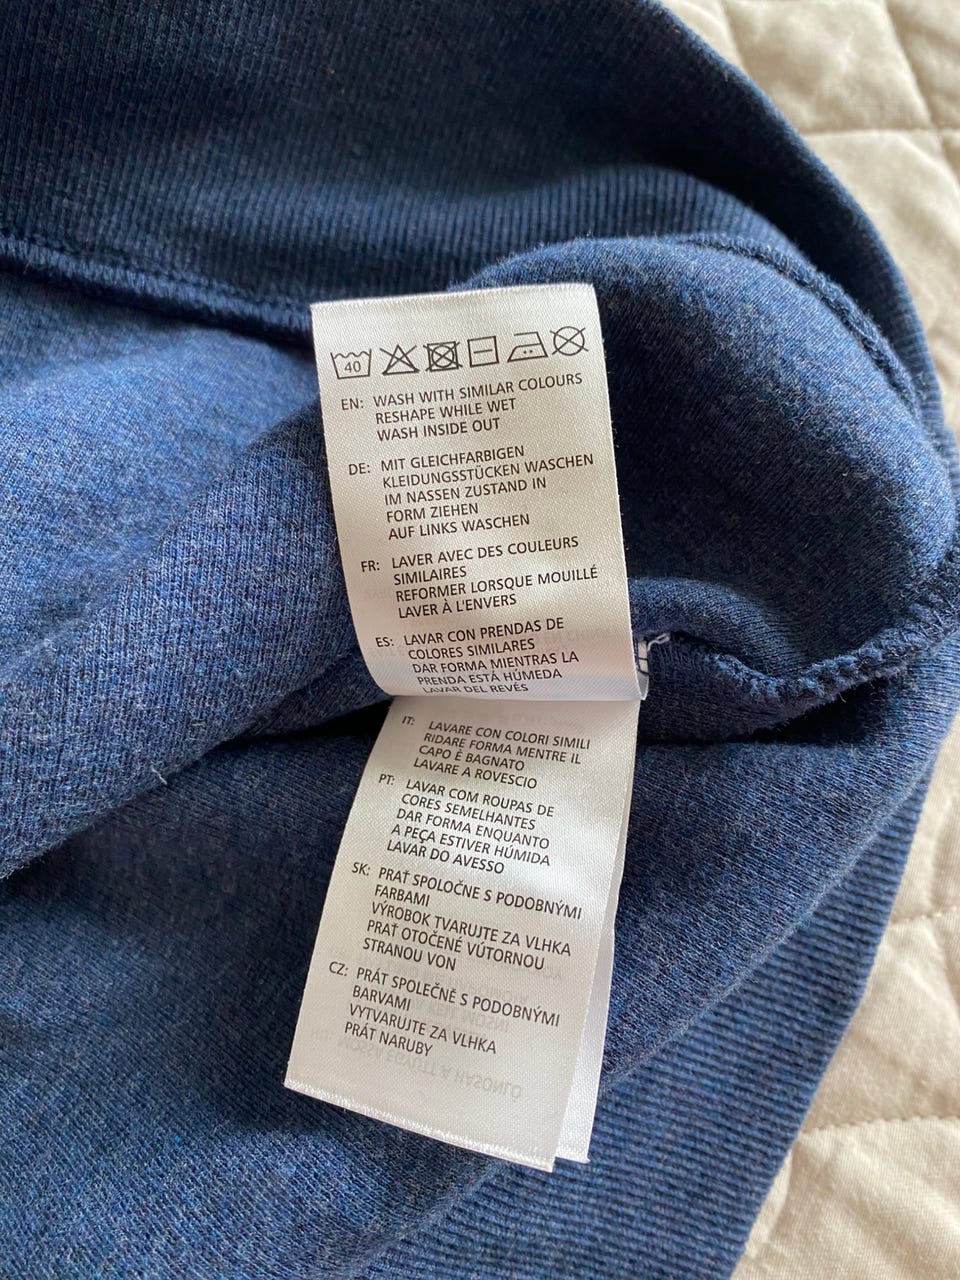 40
EN: WASH WITH SIMILAR COLOURS
RESHAPE WHILE WET
WASH INSIDE OUT
DE: MIT GLEICHFARBIGEN
KLEIDUNGSSTÜCKEN WASCHEN
IM NASSEN ZUSTAND IN
FORM ZIEHEN
AUF LINKS WASCHEN
FR: LAVER AVEC DES COULEURS
SIMILAIRES
REFORMER LORSQUE MOUILLÉ
LAVER À L'ENVERS
ES: LAVAR CON PRENDAS DE
COLORES SIMILARES
DAR FORMA MIENTRAS LA
PRENDA ESTÁ HÚMEDA
LAVAR DEL REVÉS
IT: LAVARE CON COLORI SIMILI
RIDARE FORMA MENTRE IL
CAPO È BAGNATO
LAVARE A ROVESCIO
PT: LAVAR COM ROUPAS DE
CORES SEMELHANTES
DAR FORMA ENQUANTO
A PEÇA ESTIVER HÚMIDA
LAVAR DO AVESSO
SK: PRAŤ SPOLOČNE S PODOBNÝMI
FARBAMI
VÝROBOK TVARUJTE ZA VLHKA
PRAŤ OTOČENÉ VÚTORNOU
STRANOU VON
CZ: PRÁT SPOLEČNĚ S PODOBNÝMI
BARVAMI
VYTVARUJTE ZA VLHKA
PRÁT NARUBY